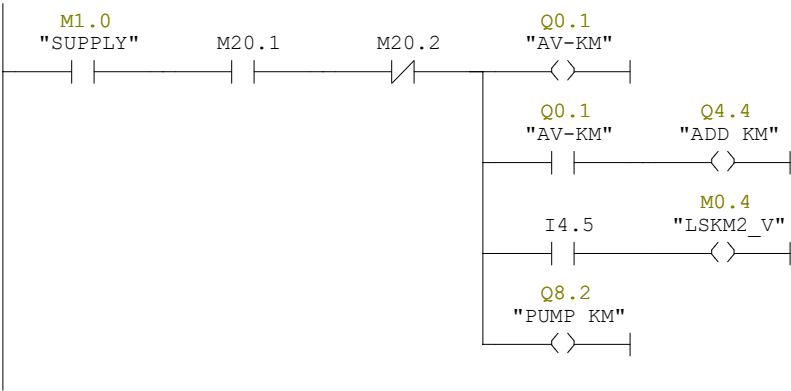 M1.0
"SUPPLY"
M20.1
M20.2
Q0.1
"AV-KM"
Q0.1
"AV-KM"
Q4.4
"ADD KM"
I4.5
M0.4
"LSKM2_V"
Q8.2
"PUMP KM"